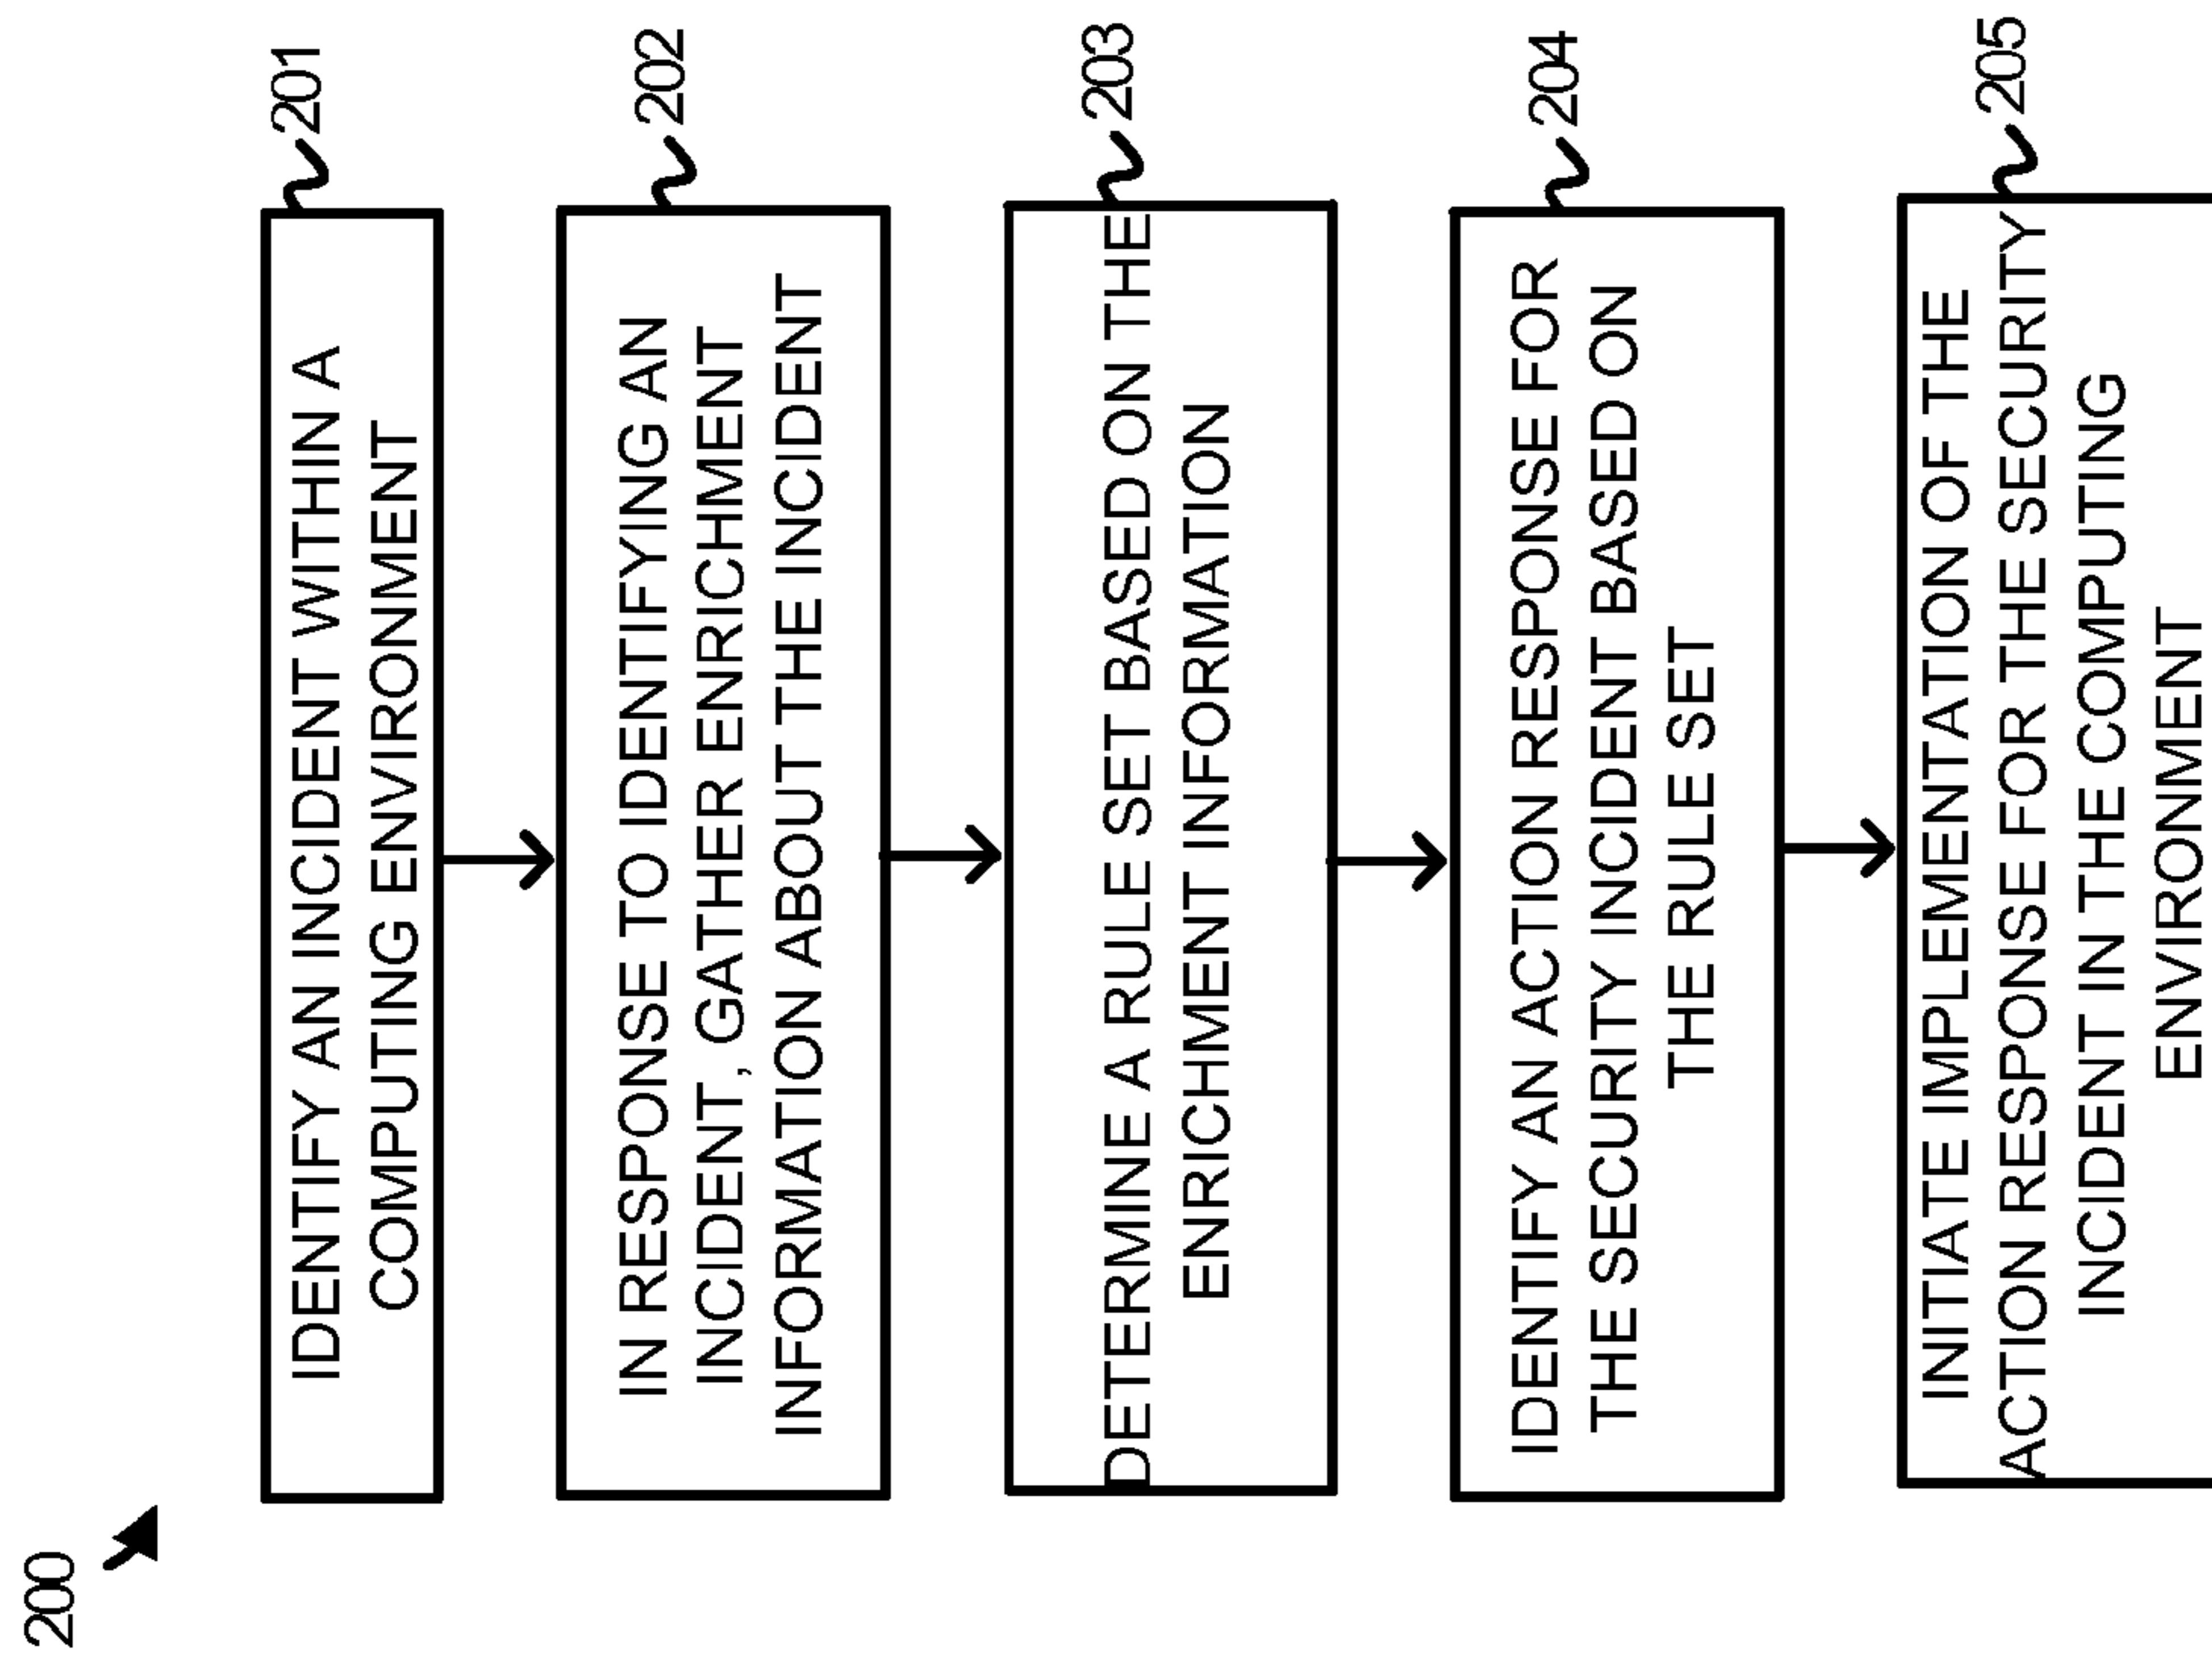 200
201
IDENTIFY AN INCIDENT WITHIN A
COMPUTING ENVIRONMENT
202
IN RESPONSE TO IDENTIFYING AN
INCIDENT, GATHER ENRICHMENT
INFORMATION ABOUT THE INCIDENT
203
DETERMINE A RULE SET BASED ON THE
ENRICHMENT INFORMATION
204
IDENTIFY AN ACTION RESPONSE FOR
THE SECURITY INCIDENT BASED ON
THE RULE SET
205
INITIATE IMPLEMENTATION OF THE
ACTION RESPONSE FOR THE SECURITY
INCIDENT IN THE COMPUTING
ENVIRONMENT